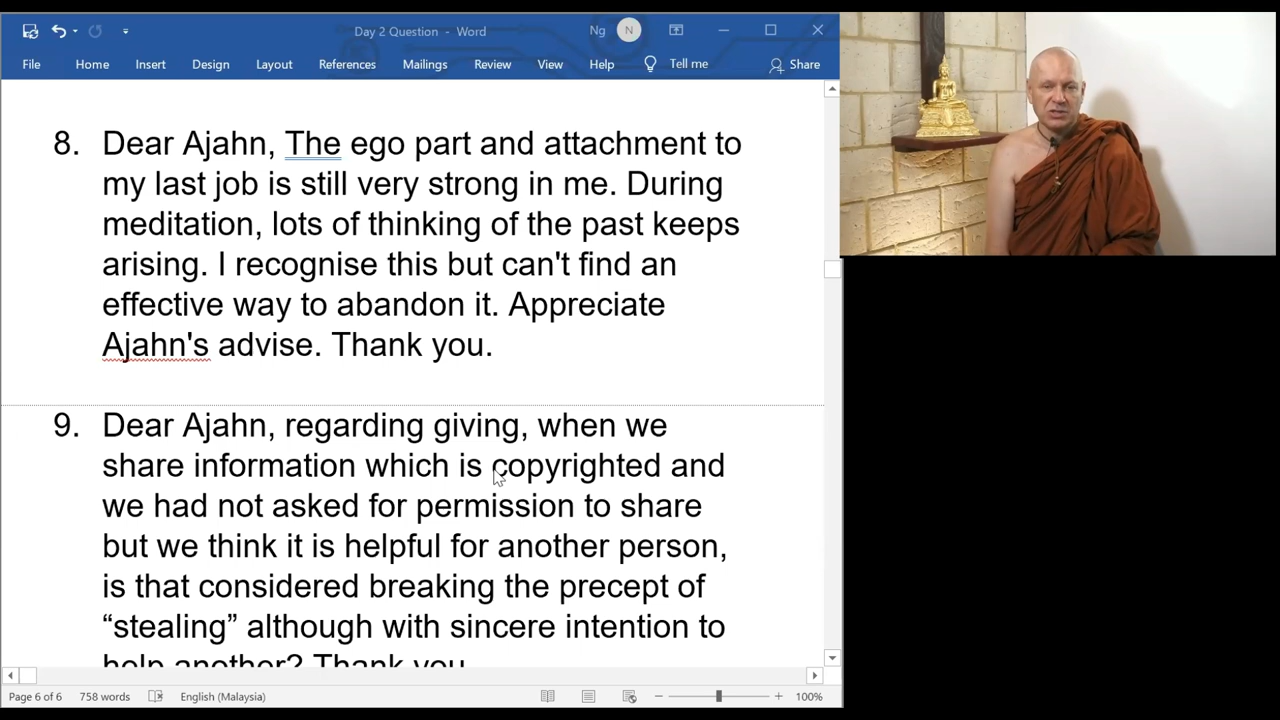 Day 2 Question - Word
Ng N
File Home Insert Design Layout References Mailings Review View Help Tell me Share
8. Dear Ajahn, The ego part and attachment to
my last job is still very strong in me. During
meditation, lots of thinking of the past keeps
arising. I recognise this but can't find an
effective way to abandon it. Appreciate
Ajahn's advise. Thank you.
9. Dear Ajahn, regarding giving, when we
share information which is copyrighted and
we had not asked for permission to share
but we think it is helpful for another person,
is that considered breaking the precept of
“stealing” although with sincere intention to
help another? Thank you.
Page 6 of 6 758 words English (Malaysia) 100%